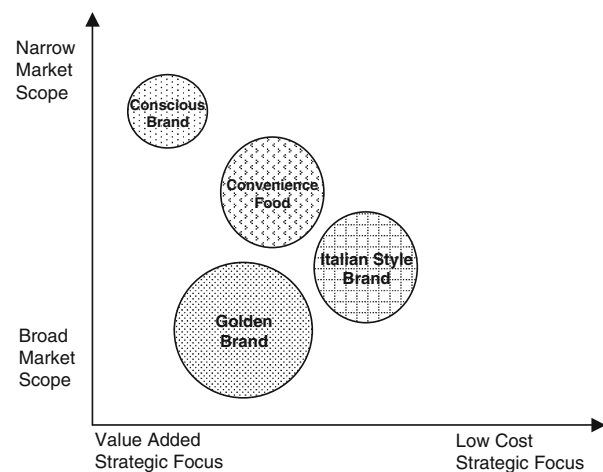 Narrow
Market
Scope
Conscious
Brand
Convenience
Food
Italian Style
Brand
Golden
Brand
Broad
Market
Scope
Value Added
Strategic Focus
Low Cost
Strategic Focus